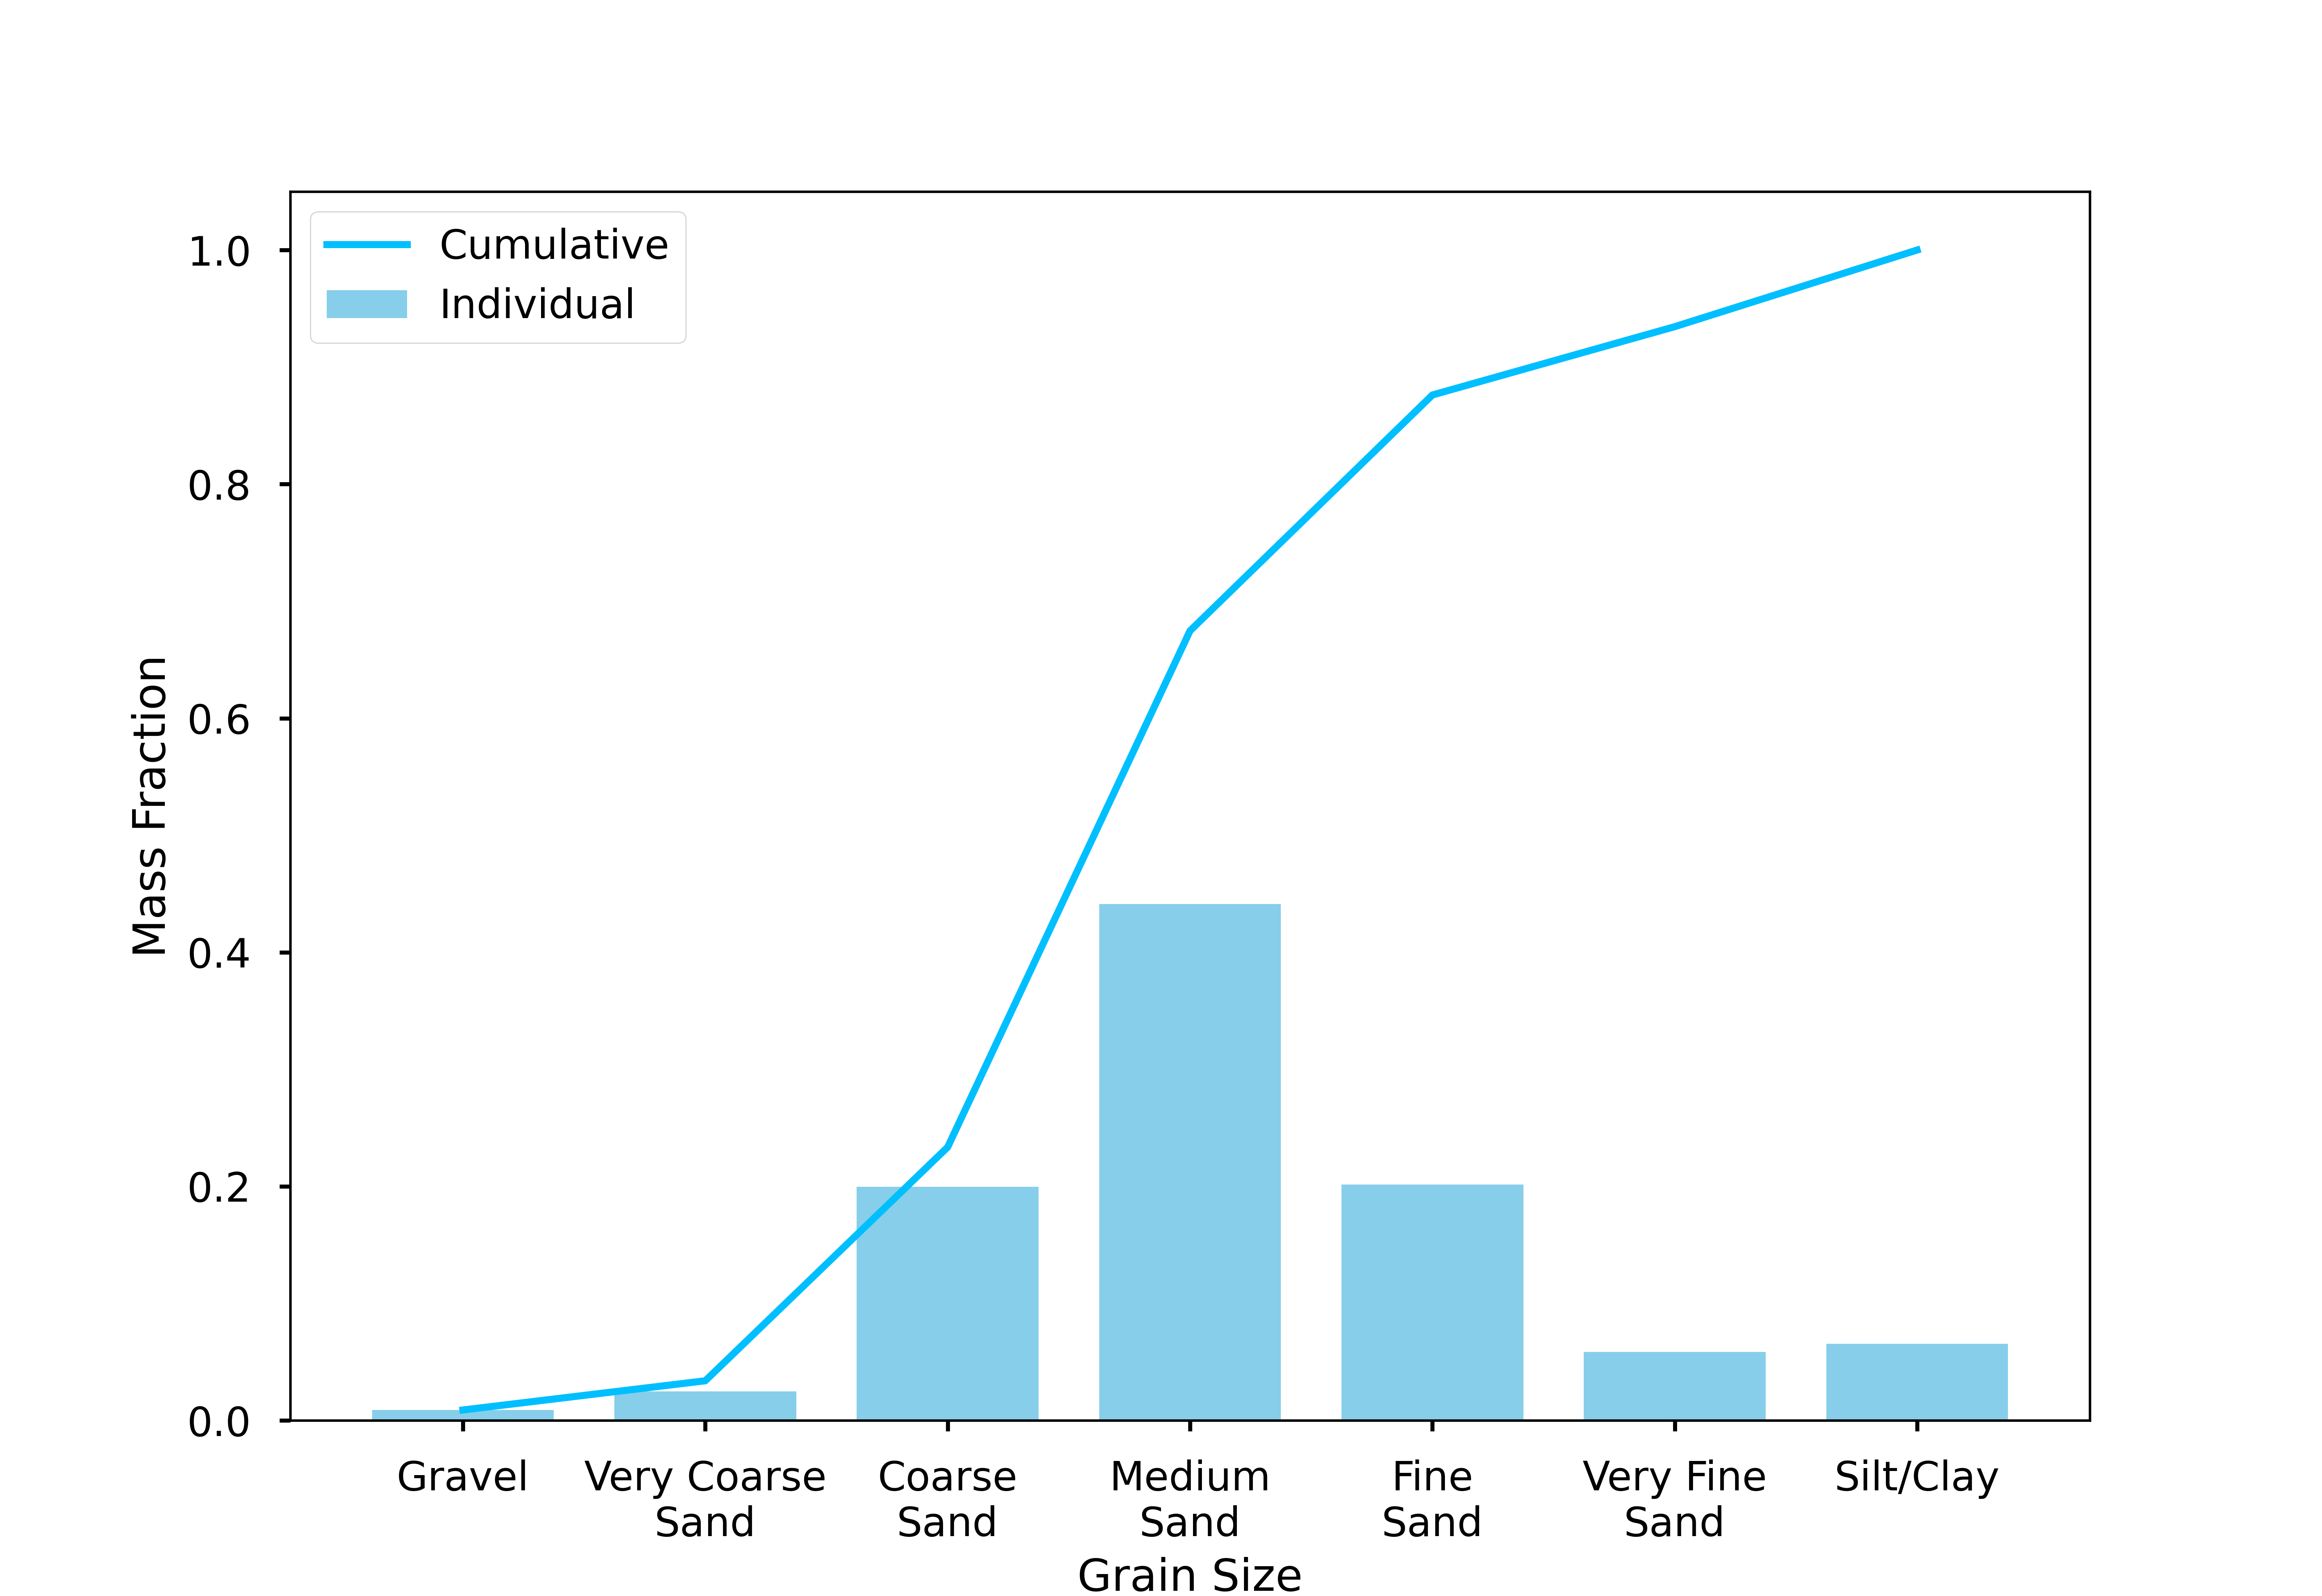 Cumulative
Individual
1.0
0.8
0.6
0.4
0.2
0.0
Mass Fraction
Gravel
Very Coarse
Sand
Coarse
Sand
Medium
Sand
Fine
Sand
Very Fine
Sand
Silt/Clay
Grain Size